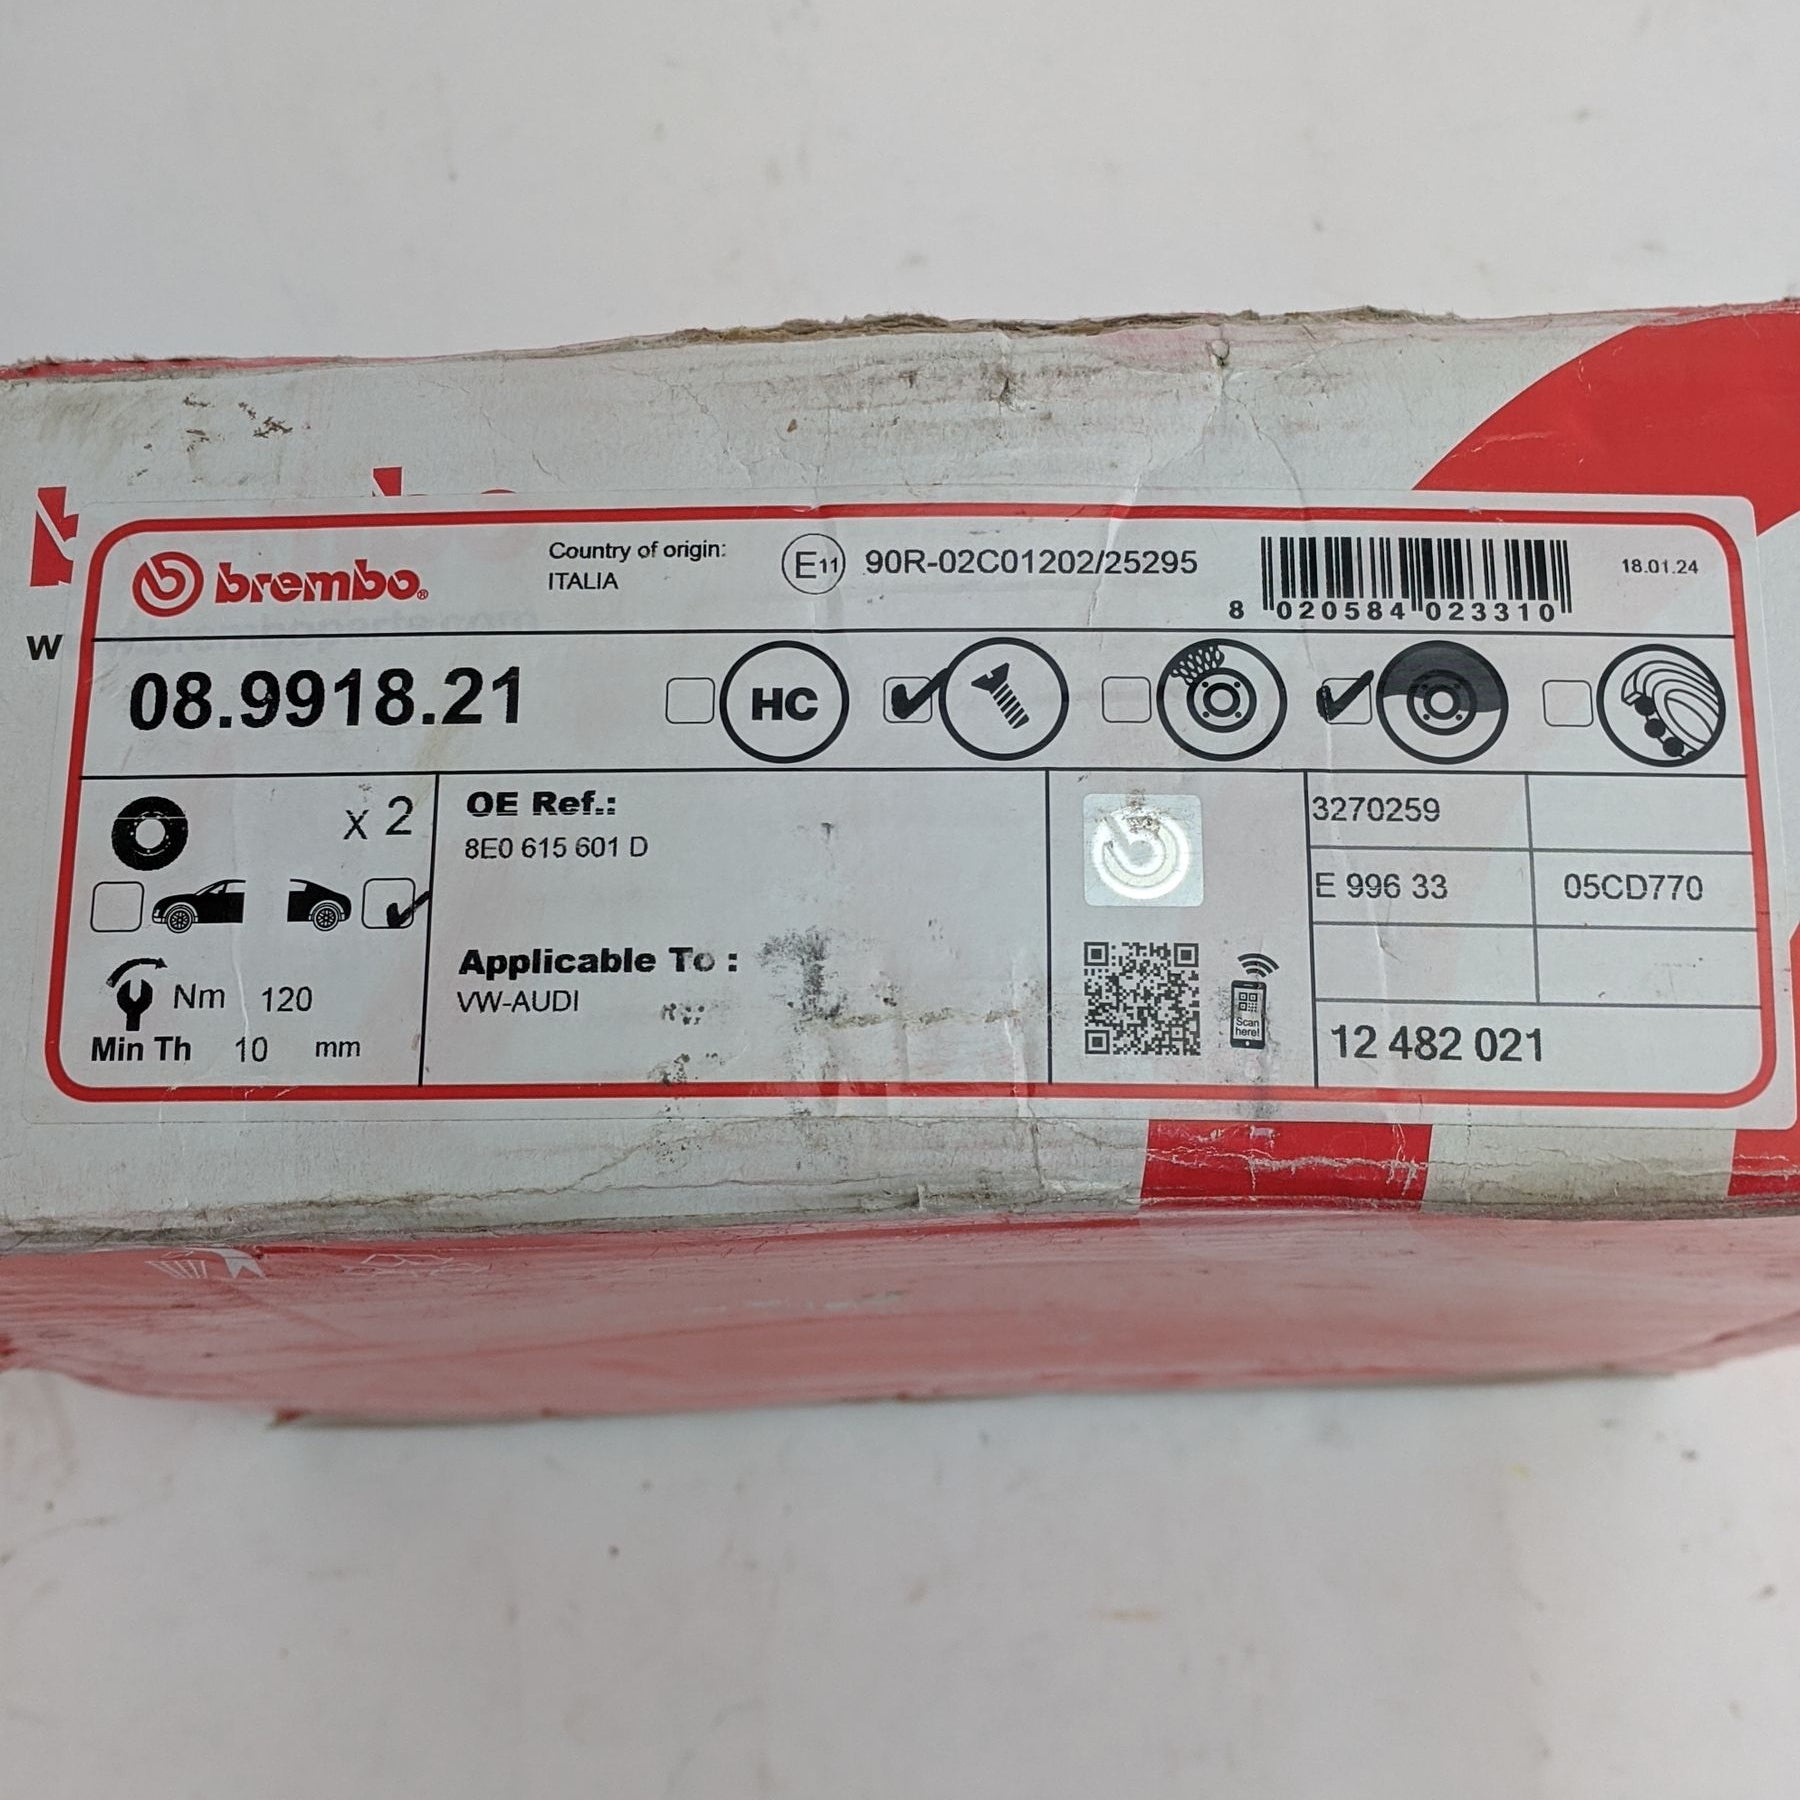 brembo
Country of origin:
ITALIA
E11 90R-02C01202/25295
8 020584 023310
18.01.24
w
08.9918.21
HC
x 2
OE Ref.:
8E0 615 601 D
3270259
E 996 33
05CD770
Applicable To :
VW-AUDI
Nm 120
Min Th 10 mm
Scan
here!
12 482 021